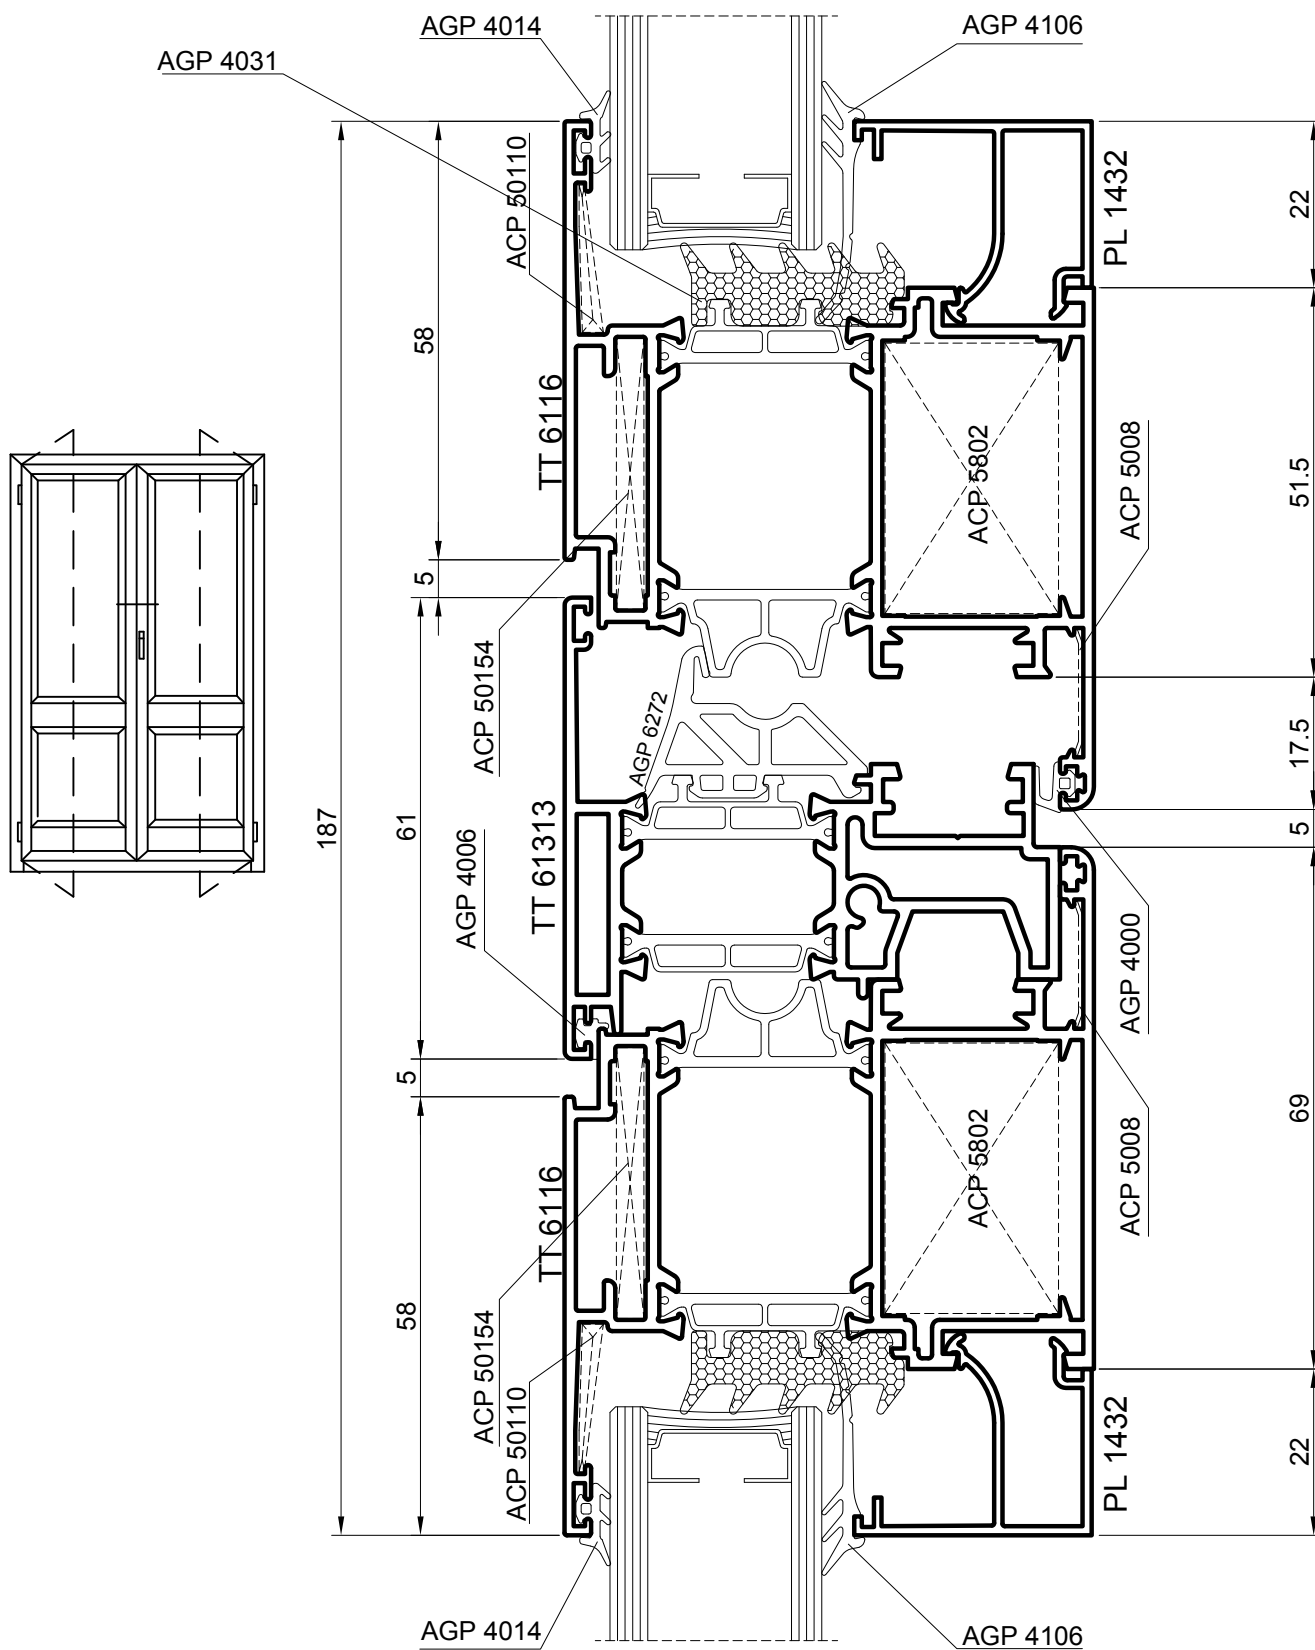 AGP 4014
AGP 4106
AGP 4031
ACP 50110
PL 1432
22
58
TT 6116
ACP 5802
ACP 5008
51.5
5
ACP 50154
AGP 6272
17.5
187
61
TT 61313
AGP 4006
5
AGP 4000
5
69
ACP 5802
ACP 5008
TT 6116
58
ACP 50154
ACP 50110
PL 1432
22
AGP 4014
AGP 4106